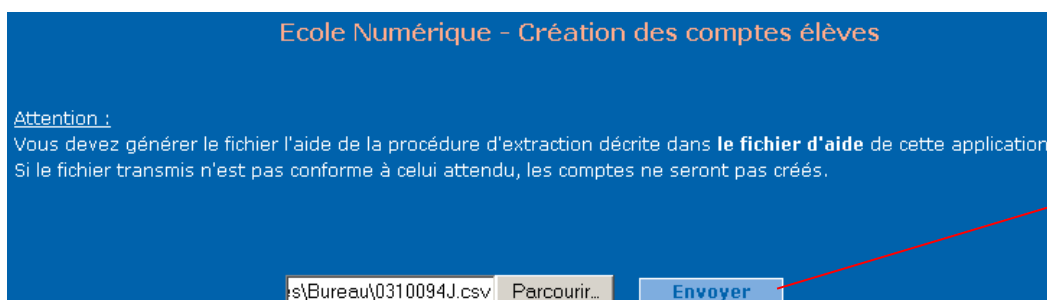 Ecole Numérique - Création des comptes élèves
Attention :
Vous devez générer le fichier l'aide de la procédure d'extraction décrite dans le fichier d'aide de cette application
Si le fichier transmis n'est pas conforme à celui attendu, les comptes ne seront pas créés.
s\Bureau\0310094J.csv Parcourir... Envoyer